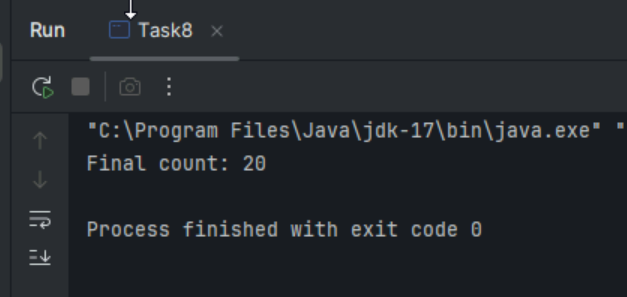 Run
Task8
"C:\Program Files\Java\jdk-17\bin\java.exe" "
Final count: 20
Process finished with exit code 0